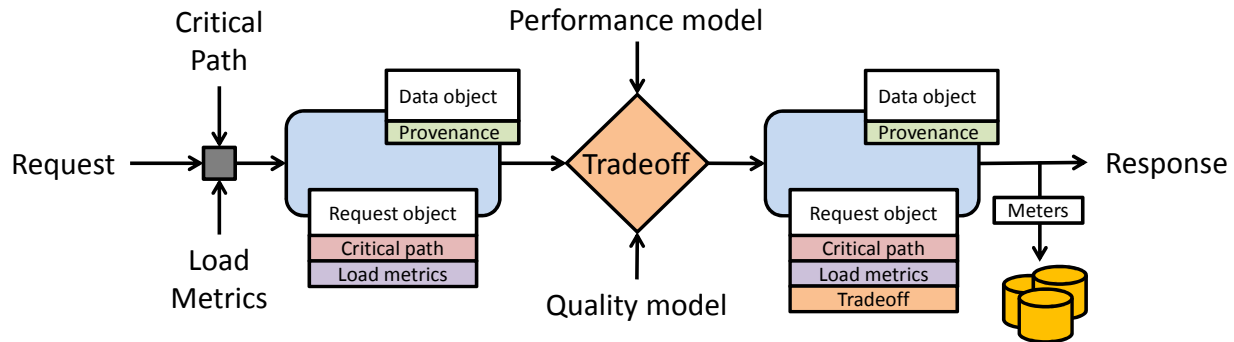 Critical
Path
Performance model
Data object
Provenance
Data object
Provenance
Request
Tradeoff
Response
Request object
Critical path
Load metrics
Request object
Critical path
Load metrics
Tradeoff
Meters
Load
Metrics
Quality model